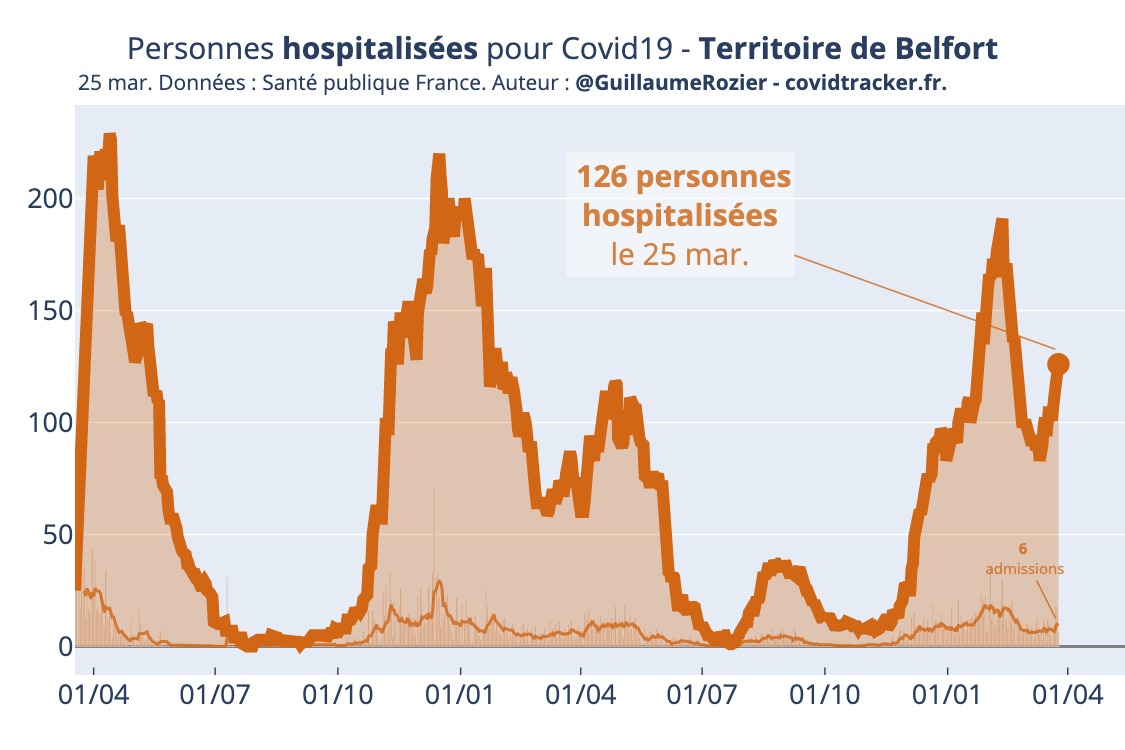 Personnes hospitalisées pour Covid19 - Territoire de Belfort
25 mar. Données : Santé publique France. Auteur : @GuillaumeRozier - covidtracker.fr.
126 personnes
hospitalisées
le 25 mar.
200
150
100
50
0
6
admissions
01/04 01/07 01/10 01/01 01/04 01/07 01/10 01/01 01/04